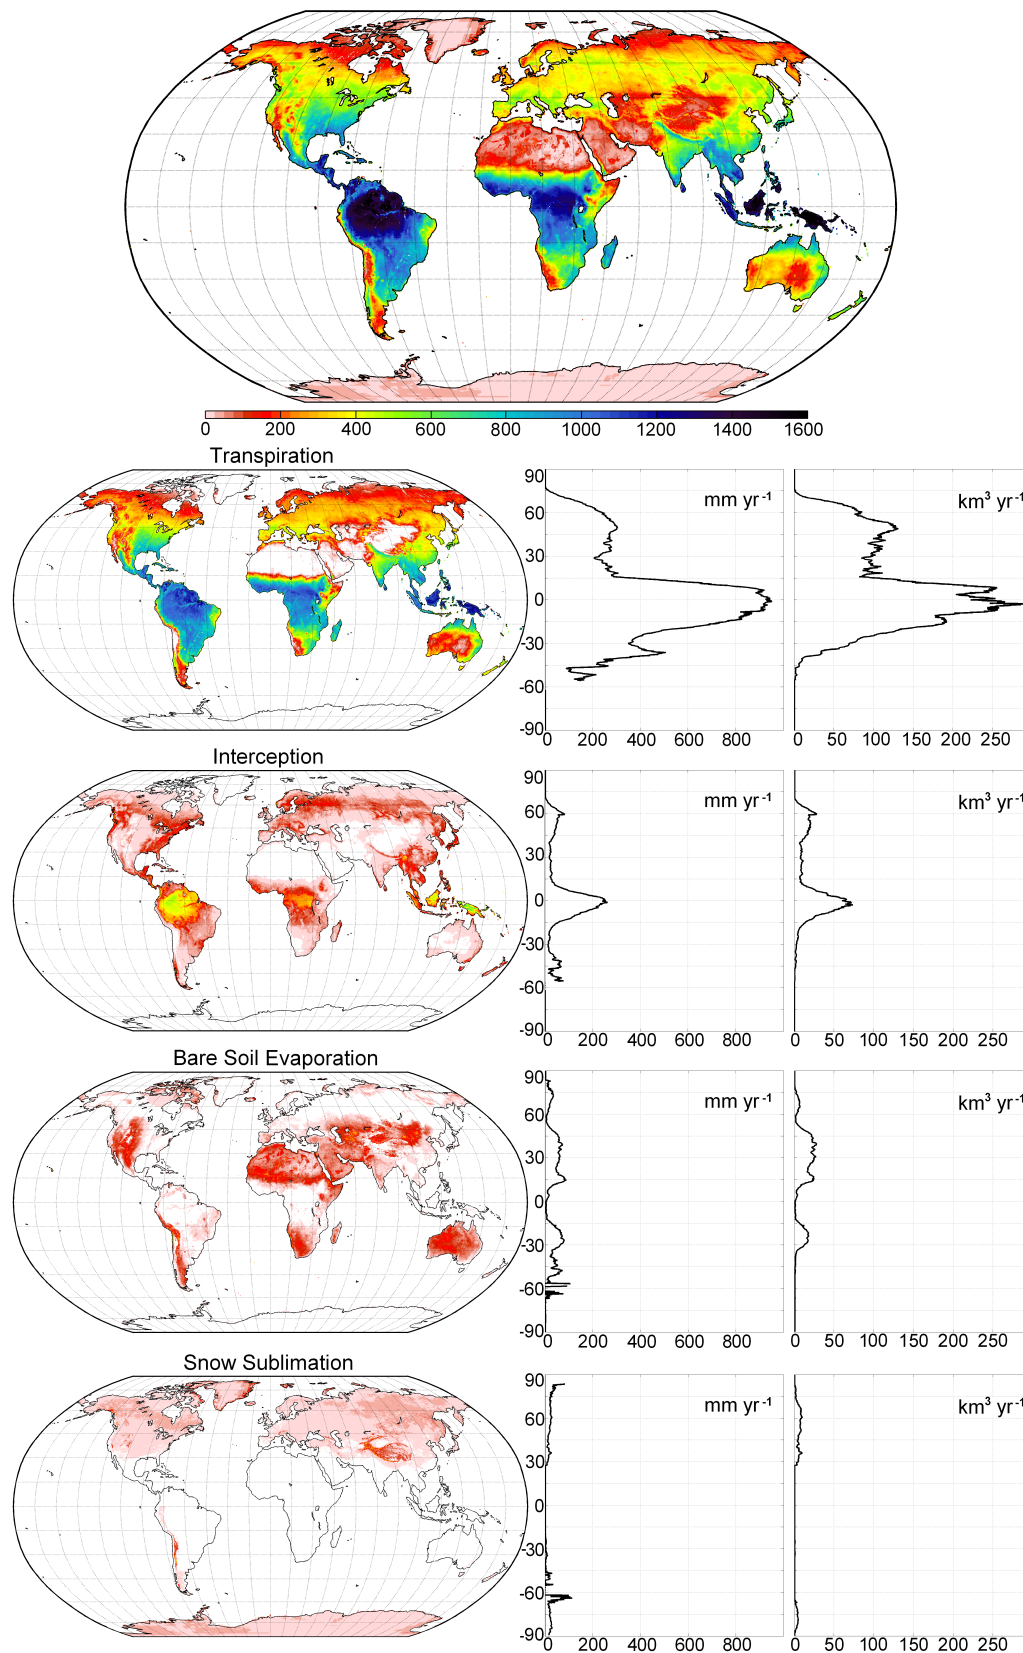 0 200 400 600 800 1000 1200 1400 1600
Transpiration
90
60
30
0
-30
-60
-90
mm yr-1
km³ yr-1
0 200 400 600 800
0 50 100 150 200 250
Interception
90
60
30
0
-30
-60
-90
mm yr-1
km³ yr-1
0 200 400 600 800
0 50 100 150 200 250
Bare Soil Evaporation
90
60
30
0
-30
-60
-90
mm yr-1
km³ yr-1
0 200 400 600 800
0 50 100 150 200 250
Snow Sublimation
90
60
30
0
-30
-60
-90
mm yr-1
km³ yr-1
0 200 400 600 800
0 50 100 150 200 250